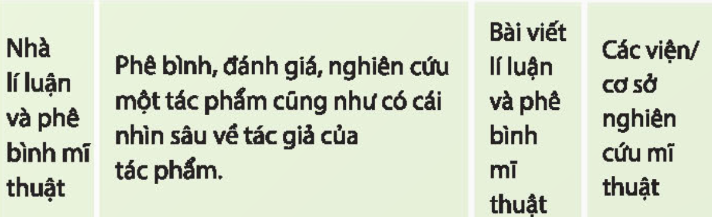 Nhà
lí luận
và phê
bình mĩ
thuật
Phê bình, đánh giá, nghiên cứu
một tác phẩm cũng như có cái
nhìn sâu về tác giả của
tác phẩm.
Bài viết
lí luận
và phê
bình
mĩ
thuật
Các viện/
cơ sở
nghiên
cứu mĩ
thuật